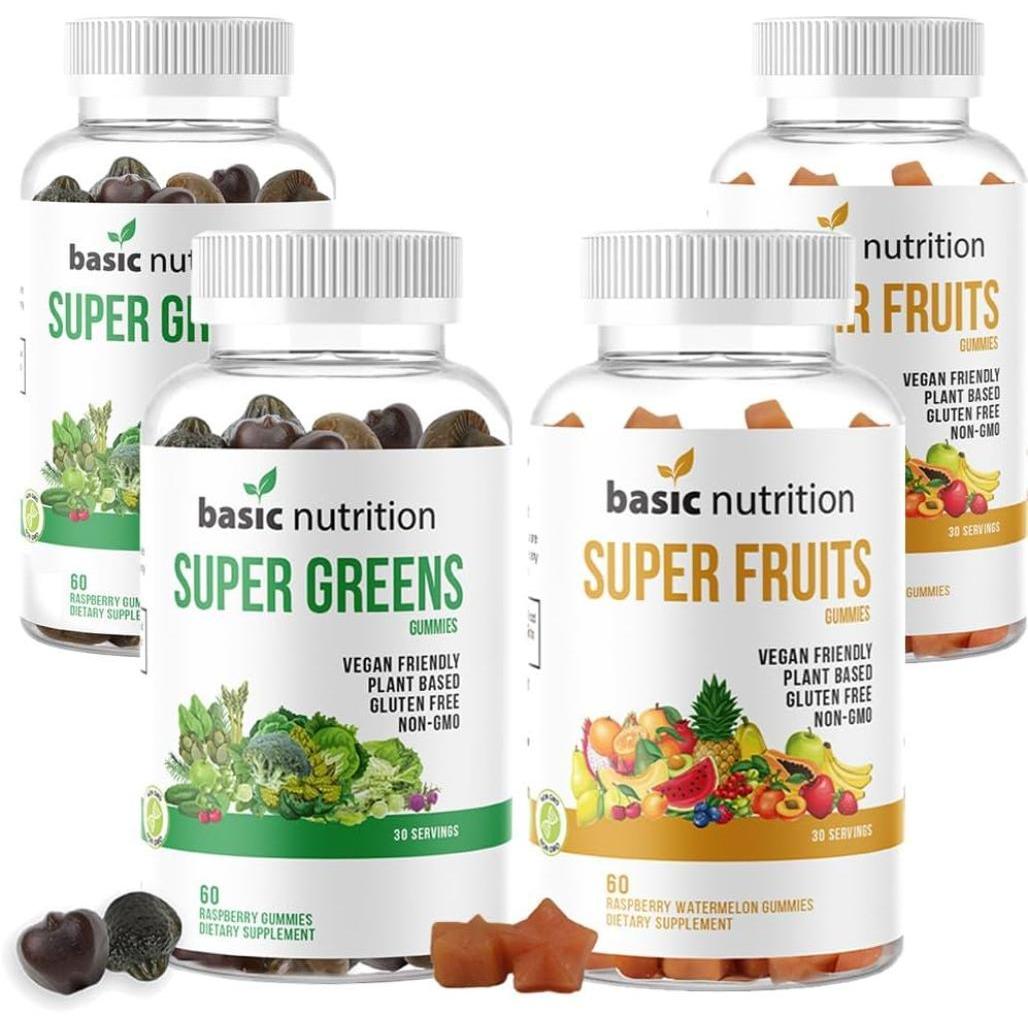 basic nut
SUPER GR
60
RASPBERRY GUM
DIETARY SUPPLE
nutrition
ER FRUITS
GUMMIES
VEGAN FRIENDLY
PLANT BASED
GLUTEN FREE
NON-GMO
30 SERVINGS
GUMMIES
basic nutrition
SUPER GREENS
GUMMIES
VEGAN FRIENDLY
PLANT BASED
GLUTEN FREE
NON-GMO
30 SERVINGS
60
RASPBERRY GUMMIES
DIETARY SUPPLEMENT
basic nutrition
SUPER FRUITS
GUMMIES
VEGAN FRIENDLY
PLANT BASED
GLUTEN FREE
NON-GMO
30 SERVINGS
60
RASPBERRY WATERMELON GUMMIES
DIETARY SUPPLEMENT